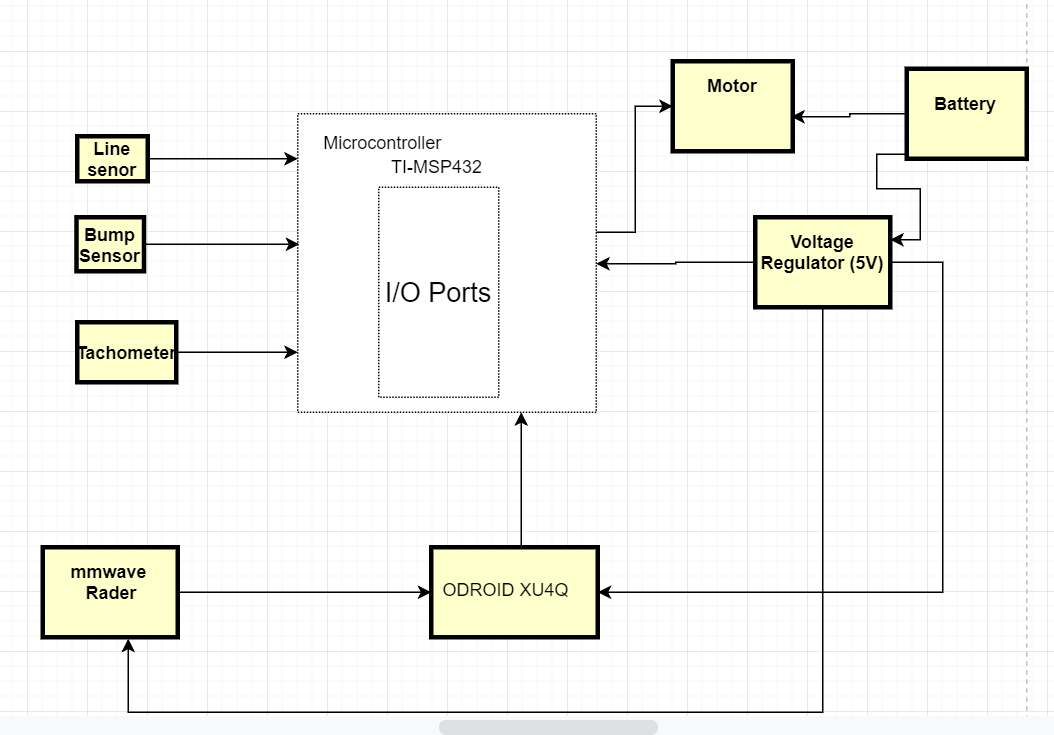 Motor
Battery
Microcontroller
TI-MSP432
Line
senor
Bump
Sensor
Voltage
Regulator (5V)
I/O Ports
Tachometer
mmwave
Rader
ODROID XU4Q